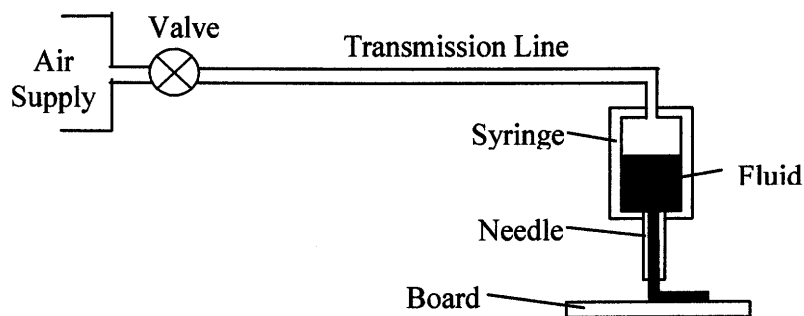 Valve
Transmission Line
Air
Supply
Syringe
Fluid
Needle
Board